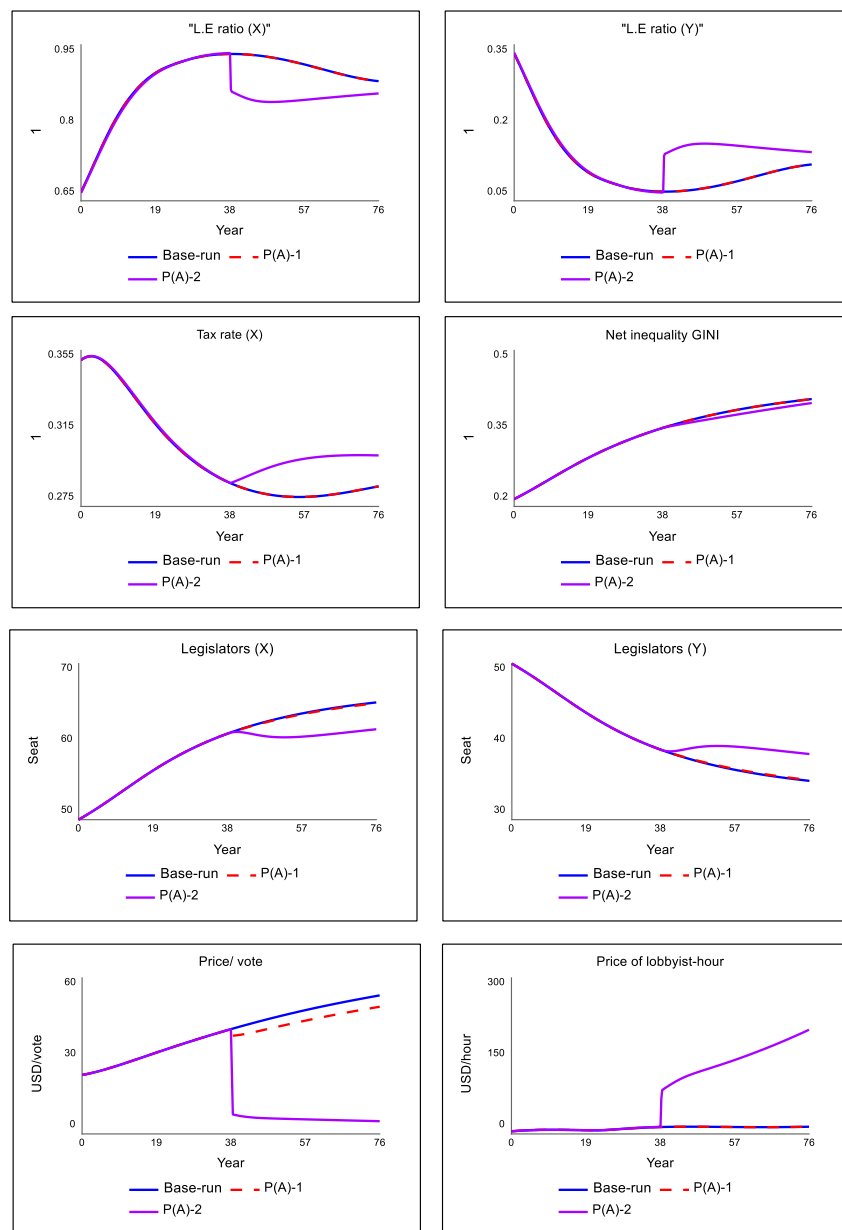 "L.E ratio (X)"
0.95
0.8
0.65
1
0 19 38 57 76
Year
Base-run P(A)-1
P(A)-2
"L.E ratio (Y)"
0.35
0.2
0.05
1
0 19 38 57 76
Year
Base-run P(A)-1
P(A)-2
Tax rate (X)
0.355
0.315
0.275
1
0 19 38 57 76
Year
Base-run P(A)-1
P(A)-2
Net inequality GINI
0.5
0.35
0.2
1
0 19 38 57 76
Year
Base-run P(A)-1
P(A)-2
Legislators (X)
70
60
50
Seat
0 19 38 57 76
Year
Base-run P(A)-1
P(A)-2
Legislators (Y)
50
40
30
Seat
0 19 38 57 76
Year
Base-run P(A)-1
P(A)-2
Price/ vote
60
30
0
USD/vote
0 19 38 57 76
Year
Base-run P(A)-1
P(A)-2
Price of lobbyist-hour
300
150
0
USD/hour
0 19 38 57 76
Year
Base-run P(A)-1
P(A)-2